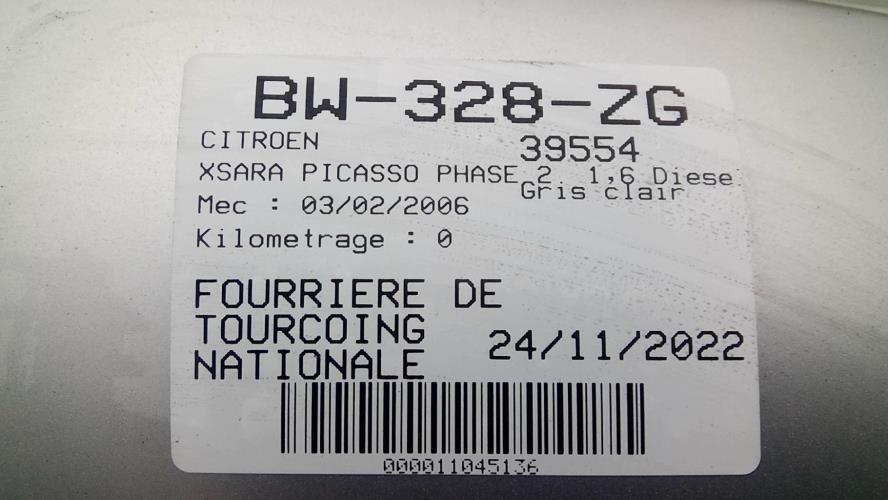 BW-328-ZG
CITROEN 39554
XSARA PICASSO PHASE 2 1,6 Diese
Gris clair
Mec : 03/02/2006
Kilometrage : 0
FOURRIERE DE
TOURCOING
NATIONALE 24/11/2022
000011045136